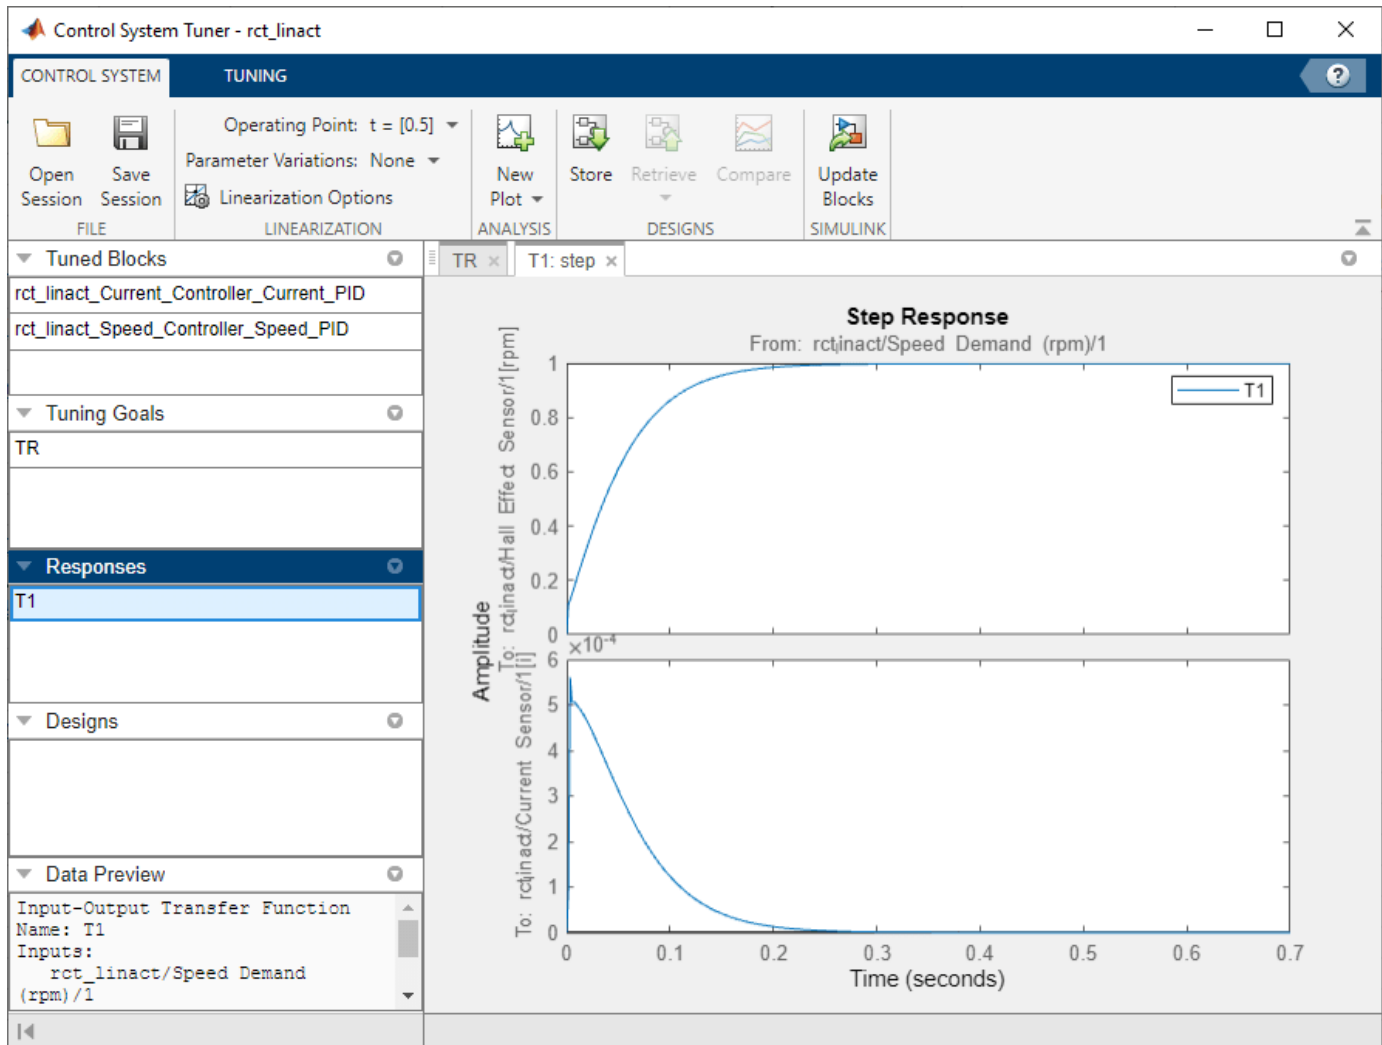 Control System Tuner - rct_linact
CONTROL SYSTEM
TUNING
?
Open
Session
Save
Session
FILE
Operating Point: t = [0.5]
Parameter Variations: None
Linearization Options
LINEARIZATION
New
Plot
ANALYSIS
Store
Retrieve
Compare
DESIGNS
Update
Blocks
SIMULINK
Tuned Blocks
rct_linact_Current_Controller_Current_PID
rct_linact_Speed_Controller_Speed_PID
Tuning Goals
TR
Responses
T1
Designs
Data Preview
Input-Output Transfer Function
Name: T1
Inputs:
rct_linact/Speed Demand
(rpm)/1
TR
T1: step
Step Response
From: rctlinact/Speed Demand (rpm)/1
T1
Amplitude
To: rctlinact/Hall Effect Sensor/1[rpm]
1
0.8
0.6
0.4
0.2
0
×10-4
To: rctlinact/Current Sensor/1[i]
6
5
4
3
2
1
0
0 0.1 0.2 0.3 0.4 0.5 0.6 0.7
Time (seconds)